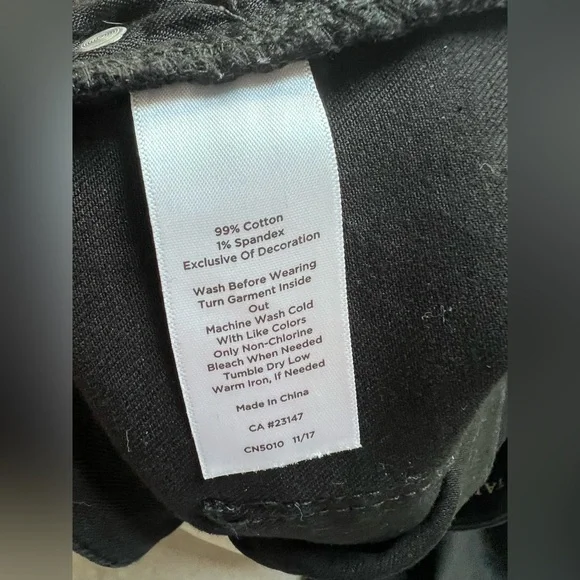 99% Cotton
1% Spandex
Exclusive Of Decoration
Wash Before Wearing
Turn Garment Inside
Out
Machine Wash Cold
With Like Colors
Only Non-Chlorine
Bleach When Needed
Tumble Dry Low
Warm Iron, If Needed
Made In China
CA #23147
CN5010 11/17